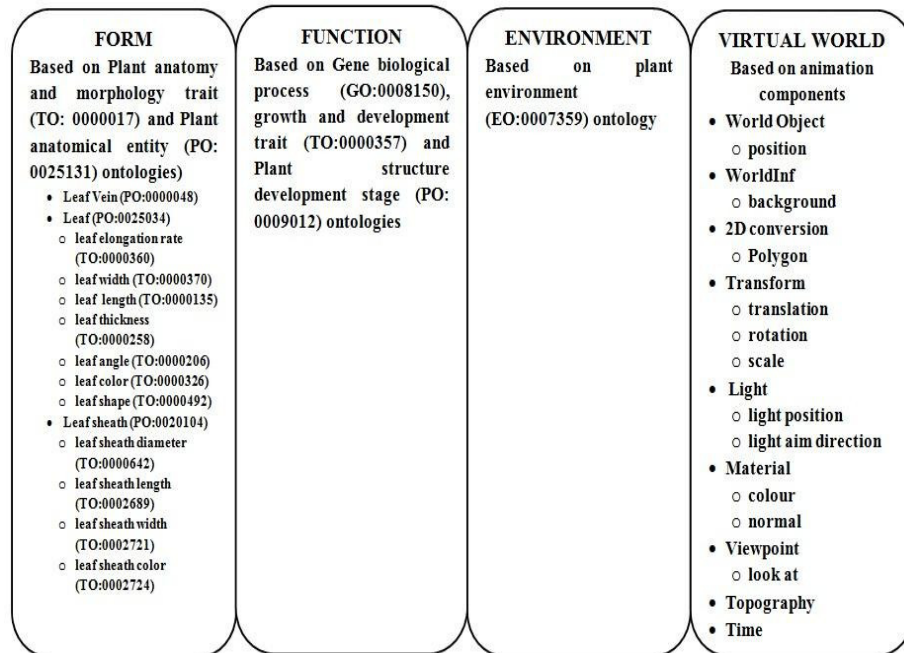 FORM
Based on Plant anatomy
and morphology trait
(TO: 0000017) and Plant
anatomical entity (PO:
0025131) ontologies)
• Leaf Vein (PO:0000048)
• Leaf (PO:0025034)
o leaf elongation rate
(TO:0000360)
o leaf width (TO:0000370)
o leaf length (TO:0000135)
o leaf thickness
(TO:0000258)
o leaf angle (TO:0000206)
o leaf color (TO:0000326)
o leaf shape (TO:0000492)
• Leaf sheath (PO:0020104)
o leaf sheath diameter
(TO:0000642)
o leaf sheath length
(TO:0002689)
o leaf sheath width
(TO:0002721)
o leaf sheath color
(TO:0002724)
FUNCTION
Based on Gene biological
process (GO:0008150),
growth and development
trait (TO:0000357) and
Plant structure
development stage (PO:
0009012) ontologies
ENVIRONMENT
Based on plant
environment
(EO:0007359) ontology
VIRTUAL WORLD
Based on animation
components
• World Object
o position
• WorldInf
o background
• 2D conversion
o Polygon
• Transform
o translation
o rotation
o scale
• Light
o light position
o light aim direction
• Material
o colour
o normal
• Viewpoint
o look at
• Topography
• Time